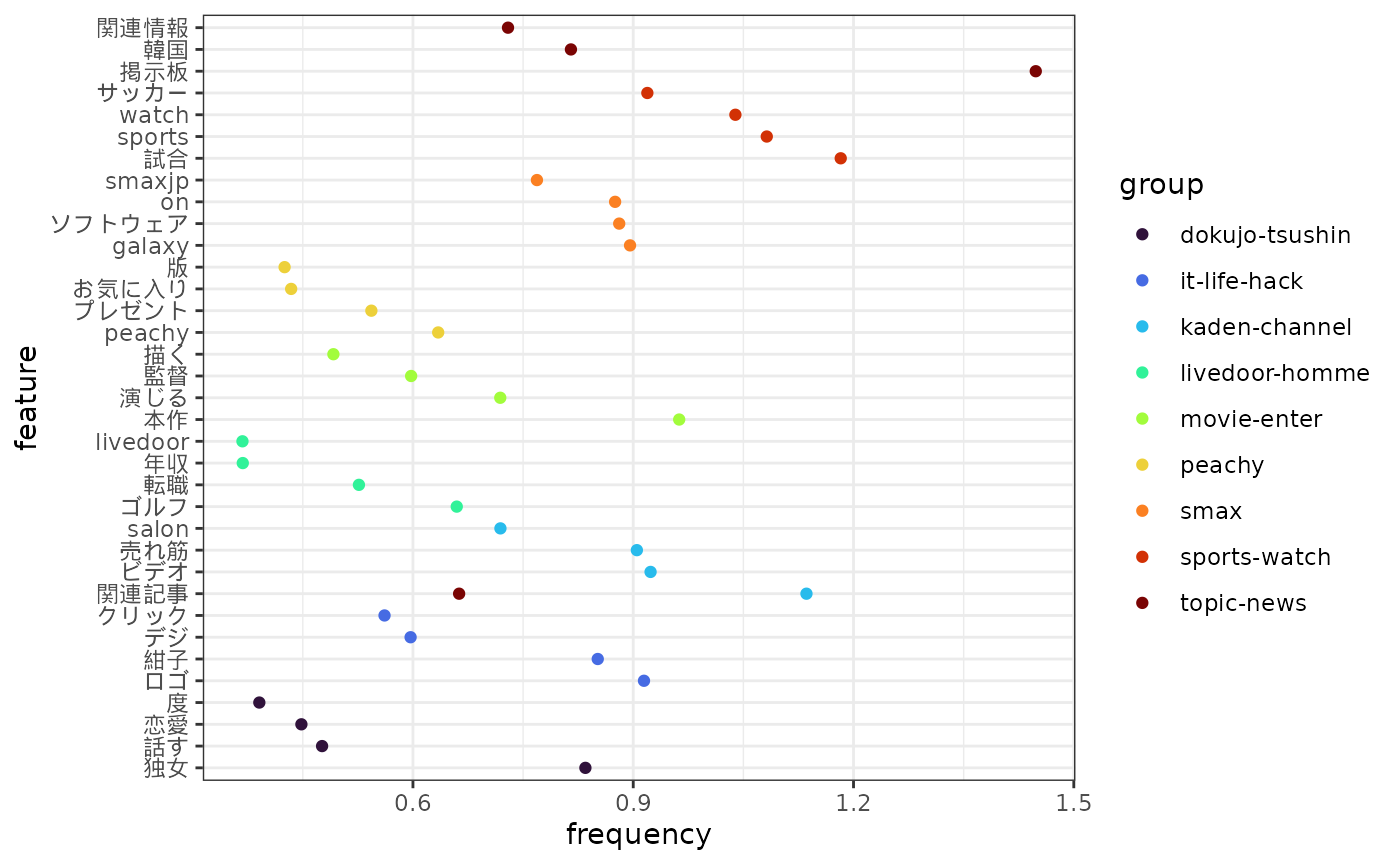 関連情報
韓国
掲示板
サッカー
watch
sports
試合
smaxjp
on
ソフトウェア
galaxy
版
お気に入り
プレゼント
peachy
描く
監督
演じる
本作
livedoor
年収
転職
ゴルフ
salon
売れ筋
ビデオ
関連記事
クリック
デジ
紺子
ロゴ
度
恋愛
話す
独女
feature
0.6
0.9
1.2
1.5
frequency
group
dokujo-tsushin
it-life-hack
kaden-channel
livedoor-homme
movie-enter
peachy
smax
sports-watch
topic-news